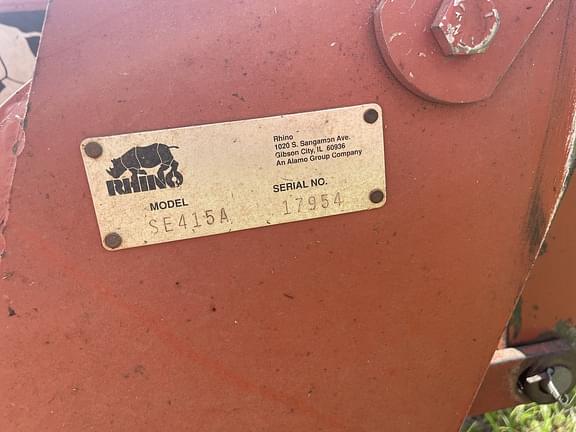 RHINO
Rhino
1020 S. Sangamon Ave.
Gibson City, IL 60936
An Alamo Group Company
MODEL
SE415A
SERIAL NO.
17954